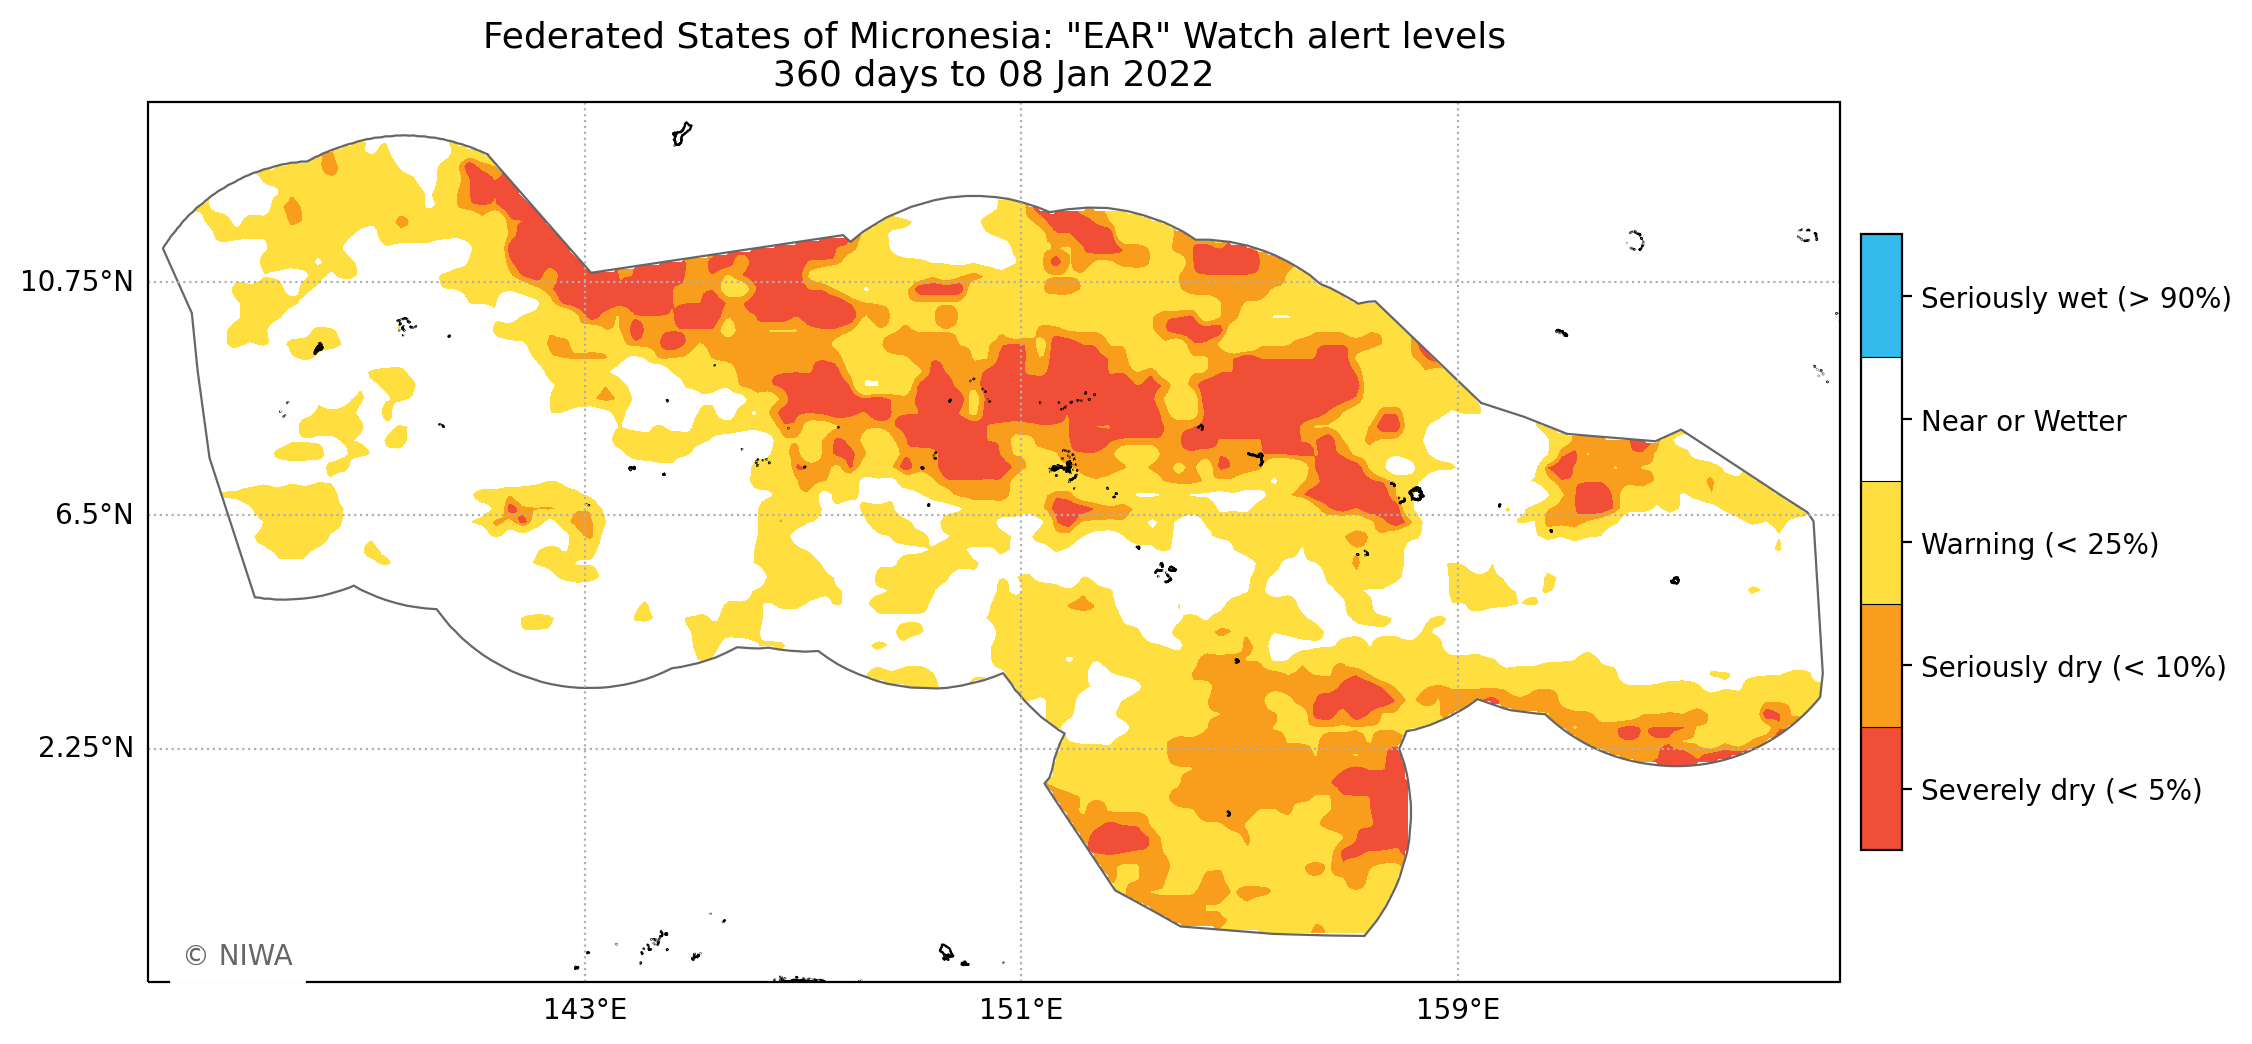 Federated States of Micronesia: "EAR" Watch alert levels
360 days to 08 Jan 2022
10.75°N
6.5°N
2.25°N
143°E
151°E
159°E
Seriously wet (> 90%)
Near or Wetter
Warning (< 25%)
Seriously dry (< 10%)
Severely dry (< 5%)
© NIWA